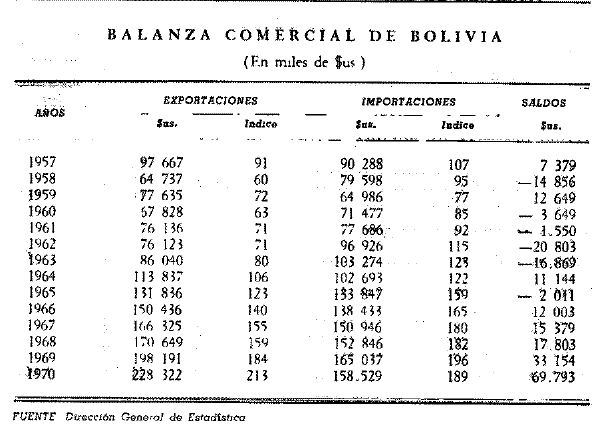 BALANZA COMERCIAL DE BOLIVIA
(En miles de $us )
AÑOS EXPORTACIONES IMPORTACIONES SALDOS
$us. Indice $us. Indice $us.
1957 97 667 91 90 288 107 7 379
1958 64 737 60 79 598 95 —14 856
1959 77 635 72 64 986 77 12 649
1960 67 828 63 71 477 85 — 3 649
1961 76 136 71 77 686 92 — 1.550
1962 76 123 71 96 926 115 —20 803
1963 86 040 80 103 274 123 —16.869
1964 113 837 106 102 693 122 11 144
1965 131 836 123 133 847 159 — 2 011
1966 150 436 140 138 433 165 12 003
1967 166 325 155 150 946 180 15 379
1968 170 649 159 152 846 182 17.803
1969 198 191 184 165 037 196 33 154
1970 228 322 213 158.529 189 69.793
FUENTE Dirección General de Estadística